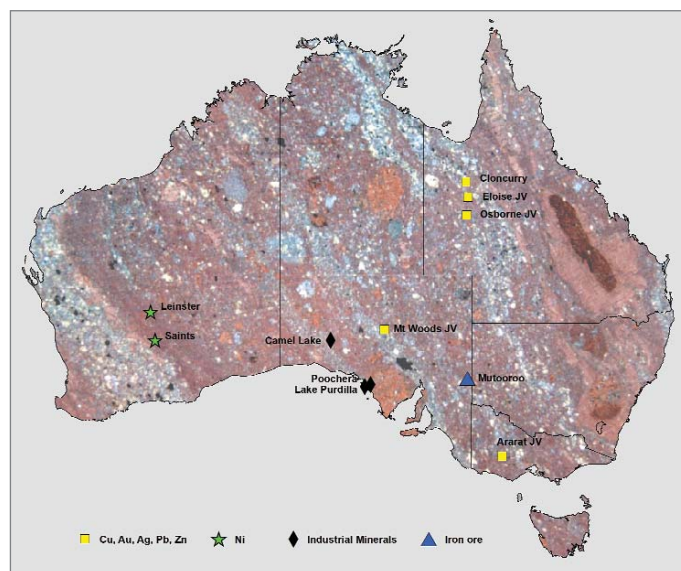 Cloncurry
Eloise JV
Osborne JV
Leinster
Saints
Camel Lake
Mt Woods JV
Poochera
Lake Purdilla
Mutooroo
Ararat JV
Cu, Au, Ag, Pb, Zn
Ni
Industrial Minerals
Iron ore